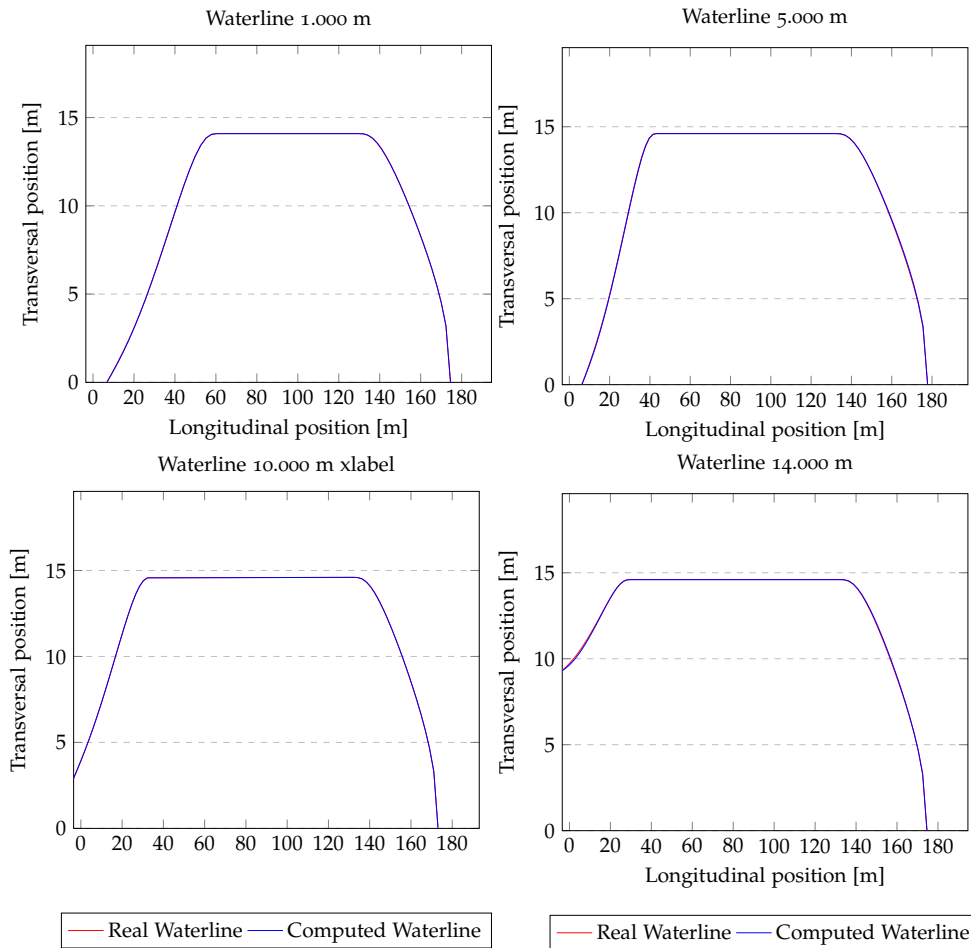 Waterline 1.000 m
Transversal position [m]
15
10
5
0
0 20 40 60 80 100 120 140 160 180
Longitudinal position [m]
Waterline 5.000 m
Transversal position [m]
15
10
5
0
0 20 40 60 80 100 120 140 160 180
Longitudinal position [m]
Waterline 10.000 m xlabel
Transversal position [m]
15
10
5
0
0 20 40 60 80 100 120 140 160 180
Waterline 14.000 m
Transversal position [m]
15
10
5
0
0 20 40 60 80 100 120 140 160 180
Longitudinal position [m]
Real Waterline Computed Waterline
Real Waterline Computed Waterline